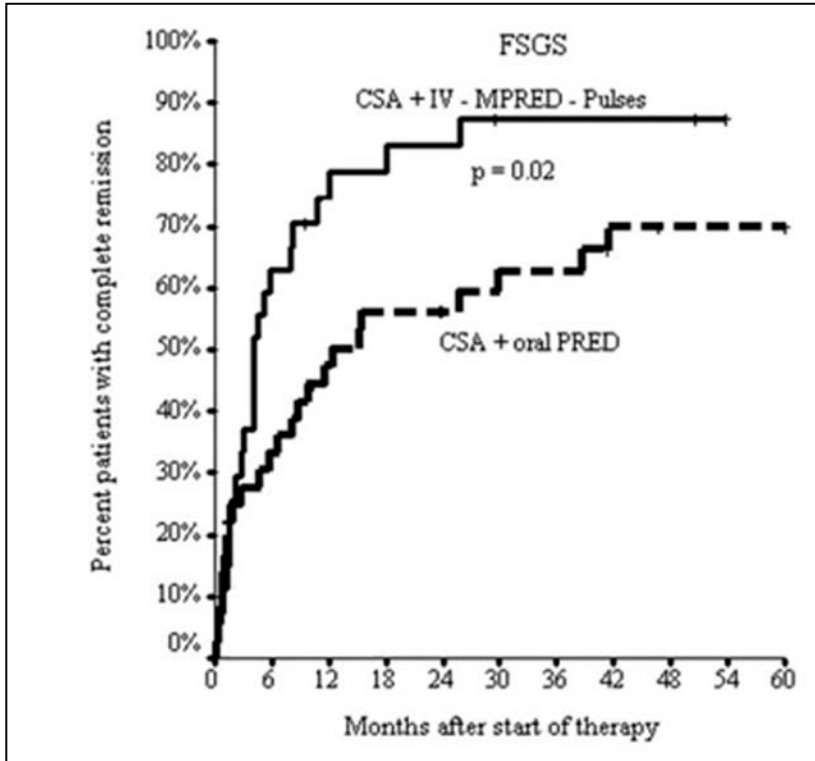 FSGS
CSA + IV - MPRED - Pulses
p = 0.02
CSA + oral PRED
Percent patients with complete remission
100%
90%
80%
70%
60%
50%
40%
30%
20%
10%
0%
0 6 12 18 24 30 36 42 48 54 60
Months after start of therapy